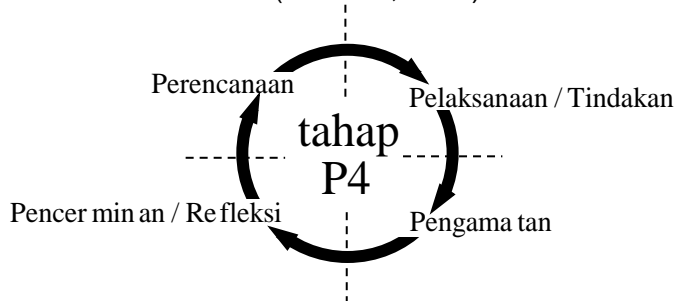 Perencanaan
Pelaksanaan / Tindakan
tahap
P4
Pencer min an / Re fleksi
Pengama tan